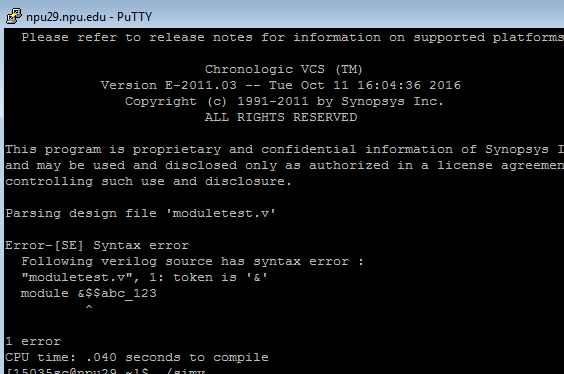 npu29.npu.edu - PuTTY
Please refer to release notes for information on supported platforms
Chronologic VCS (TM)
Version E-2011.03 -- Tue Oct 11 16:04:36 2016
Copyright (c) 1991-2011 by Synopsys Inc.
ALL RIGHTS RESERVED
This program is proprietary and confidential information of Synopsys I
and may be used and disclosed only as authorized in a license agreemen
controlling such use and disclosure.
Parsing design file 'moduletest.v'
Error-[SE] Syntax error
Following verilog source has syntax error :
"moduletest.v", 1: token is '&'
module &$$abc_123
^
1 error
CPU time: .040 seconds to compile
[15035sc@npu29 ~]$ ./simv